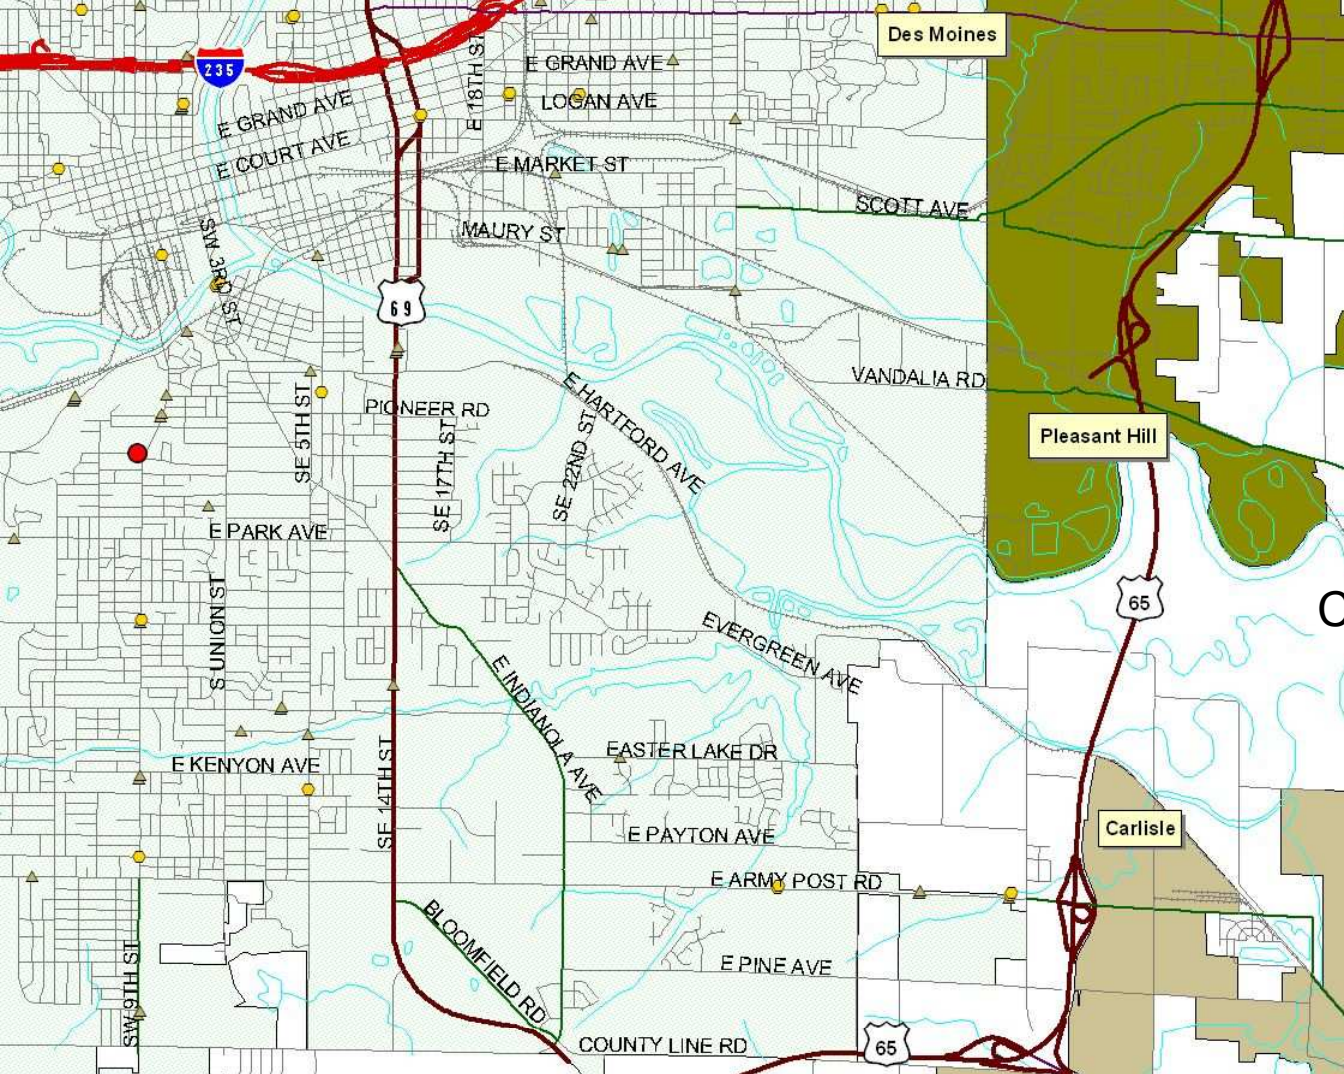 Des Moines
E GRAND AVE
E 18TH ST
235
LOGAN AVE
E GRAND AVE
E COURT AVE
E MARKET ST
SCOTT AVE
MAURY ST
SW 3RD ST
69
VANDALIA RD
E HARTFORD AVE
PIONEER RD
SE 5TH ST
SE 17TH ST
SE 22ND ST
Pleasant Hill
E PARK AVE
65
S UNION ST
EVERGREEN AVE
E INDIANOLA AVE
EASTER LAKE DR
E KENYON AVE
SE 14TH ST
E PAYTON AVE
Carlisle
E ARMY POST RD
BLOOMFIELD RD
SW 9TH ST
E PINE AVE
COUNTY LINE RD
65